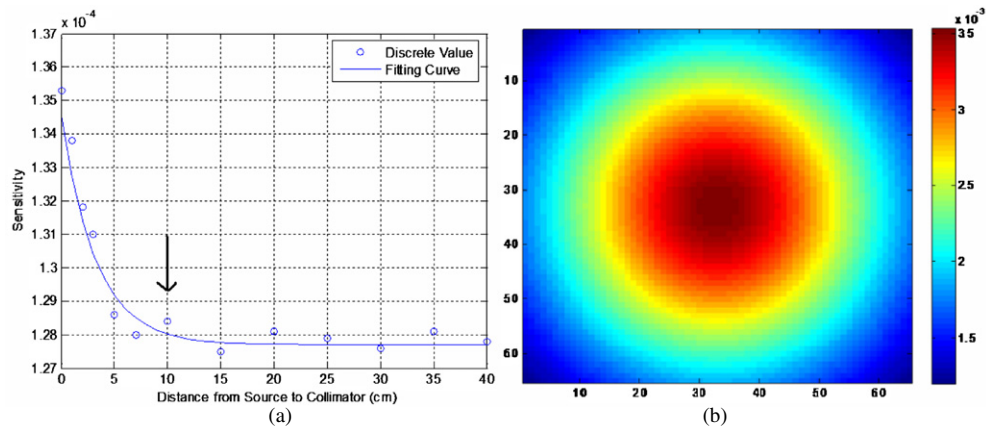 x 10⁻⁴
1.37
1.36
1.35
1.34
1.33
1.32
1.31
1.3
1.29
1.28
1.27
Sensitivity
Discrete Value
Fitting Curve
0 5 10 15 20 25 30 35 40
Distance from Source to Collimator (cm)
(a)
10
20
30
40
50
60
10 20 30 40 50 60
(b)
x 10⁻³
3.5
3
2.5
2
1.5